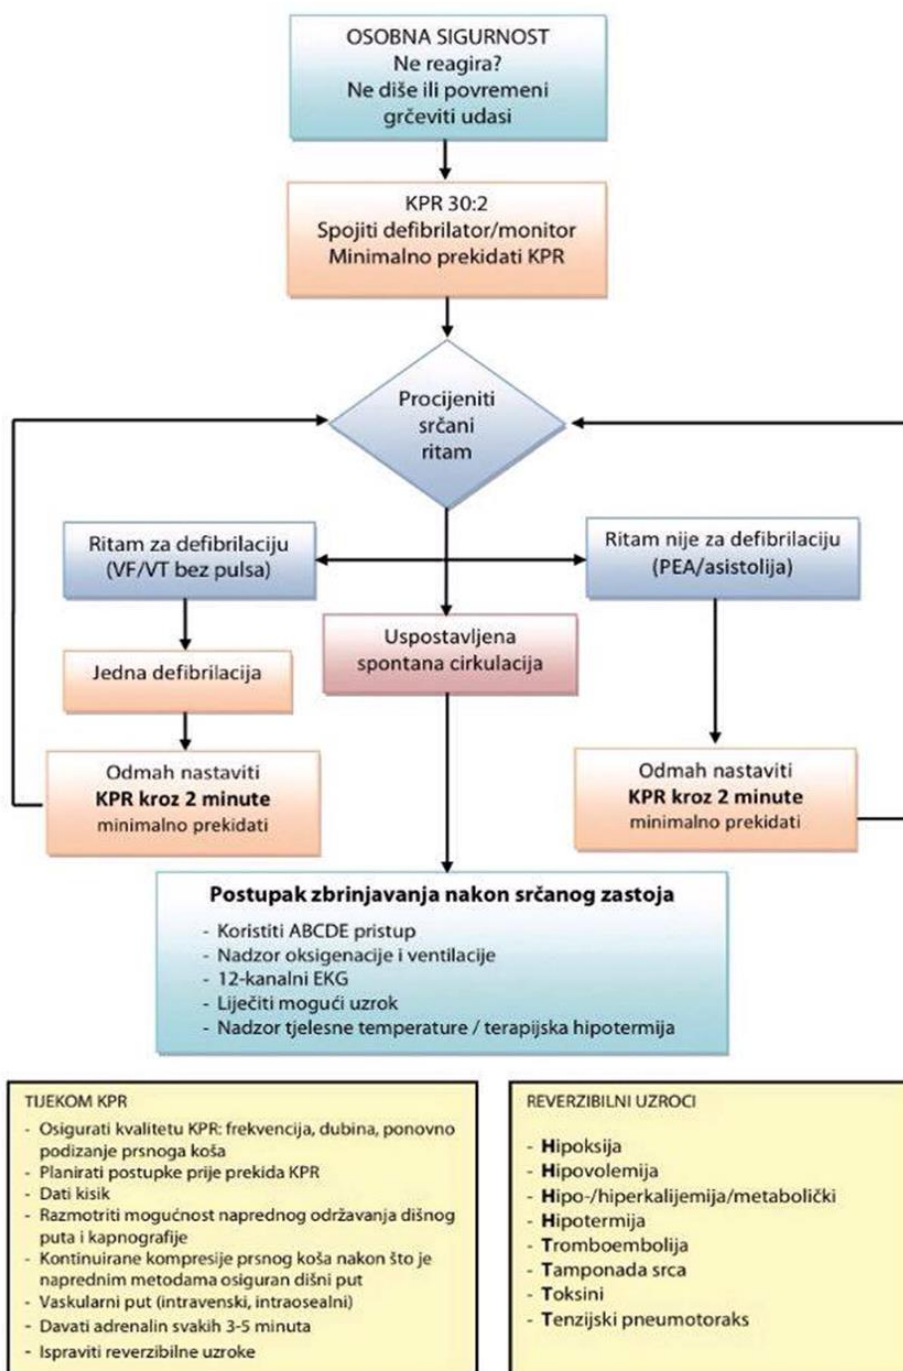 OSOBNA SIGURNOST
Ne reagira?
Ne diše ili povremeni
grčeviti udasi
KPR 30:2
Spojiti defibrilator/monitor
Minimalno prekidati KPR
Procijeniti
srčani
ritam
Ritam za defibrilaciju
(VF/VT bez pulsa)
Ritam nije za defibrilaciju
(PEA/asistolija)
Uspostavljena
spontana cirkulacija
Jedna defibrilacija
Odmah nastaviti
KPR kroz 2 minute
minimalno prekidati
Odmah nastaviti
KPR kroz 2 minute
minimalno prekidati
Postupak zbrinjavanja nakon srčanog zastoja
- Koristiti ABCDE pristup
- Nadzor oksigenacije i ventilacije
- 12-kanalni EKG
- Liječiti mogući uzrok
- Nadzor tjelesne temperature / terapijska hipotermija
TIJEKOM KPR
- Osigurati kvalitetu KPR: frekvencija, dubina, ponovno
podizanje prsnoga koša
- Planirati postupke prije prekida KPR
- Dati kisik
- Razmotriti mogućnost naprednog održavanja dišnog
puta i kapnografije
- Kontinuirane kompresije prsnog koša nakon što je
naprednim metodama osiguran dišni put
- Vaskularni put (intravenski, intraosealni)
- Davati adrenalin svakih 3-5 minuta
- Ispraviti reverzibilne uzroke
REVERZIBILNI UZROCI
- Hipoksija
- Hipovolemija
- Hipo-/hiperkalijemija/metabolički
- Hipotermija
- Tromboembolija
- Tamponada srca
- Toksini
- Tenzijski pneumotoraks